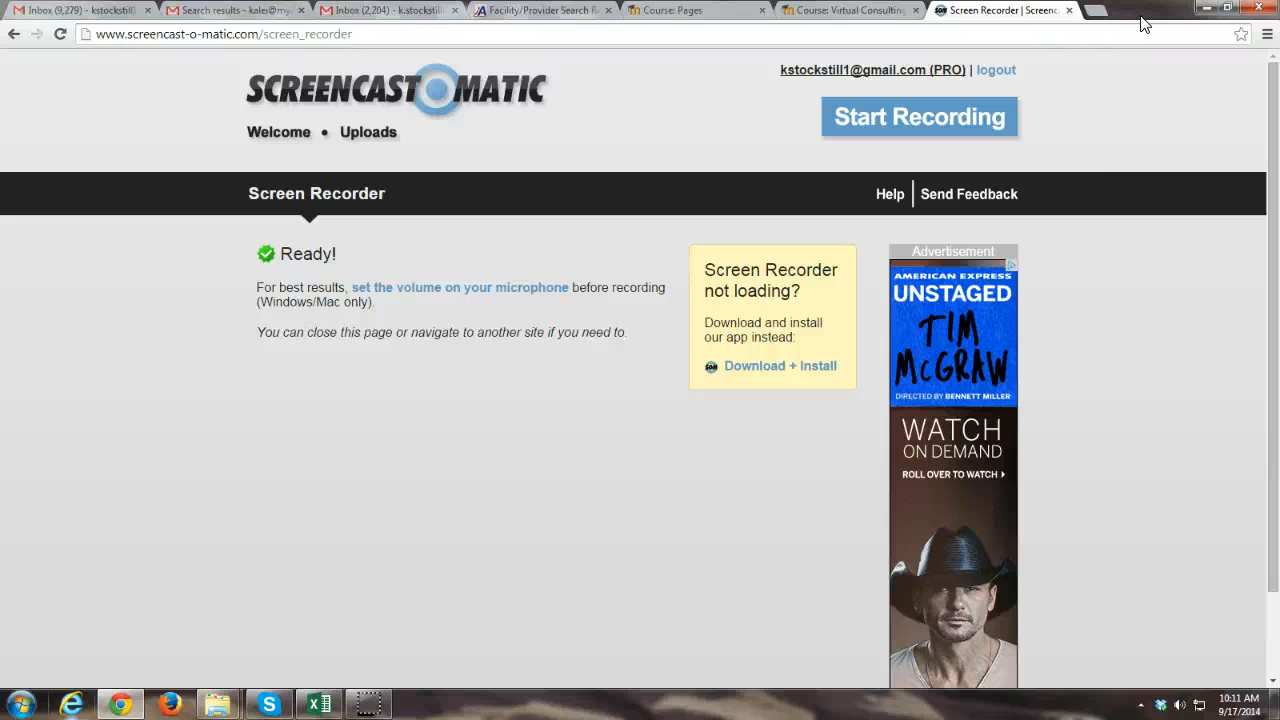 Inbox (9,279) - kstockstill
Search results - kale@my
Inbox (2,204) - k.stockstill
Facility/Provider Search R
Course: Pages
Course: Virtual Consulting
Screen Recorder | Screenc
www.screencast-o-matic.com/screen_recorder
SCREENCAST O MATIC
kstockstill1@gmail.com (PRO) | logout
Start Recording
Welcome • Uploads
Screen Recorder
Help
Send Feedback
Ready!
For best results, set the volume on your microphone before recording
(Windows/Mac only).
You can close this page or navigate to another site if you need to.
Screen Recorder
not loading?
Download and install
our app instead:
SOM Download + Install
Advertisement
AMERICAN EXPRESS
UNSTAGED
TIM
McGRAW
DIRECTED BY BENNETT MILLER
WATCH
ON DEMAND
ROLL OVER TO WATCH
10:11 AM
9/17/2014